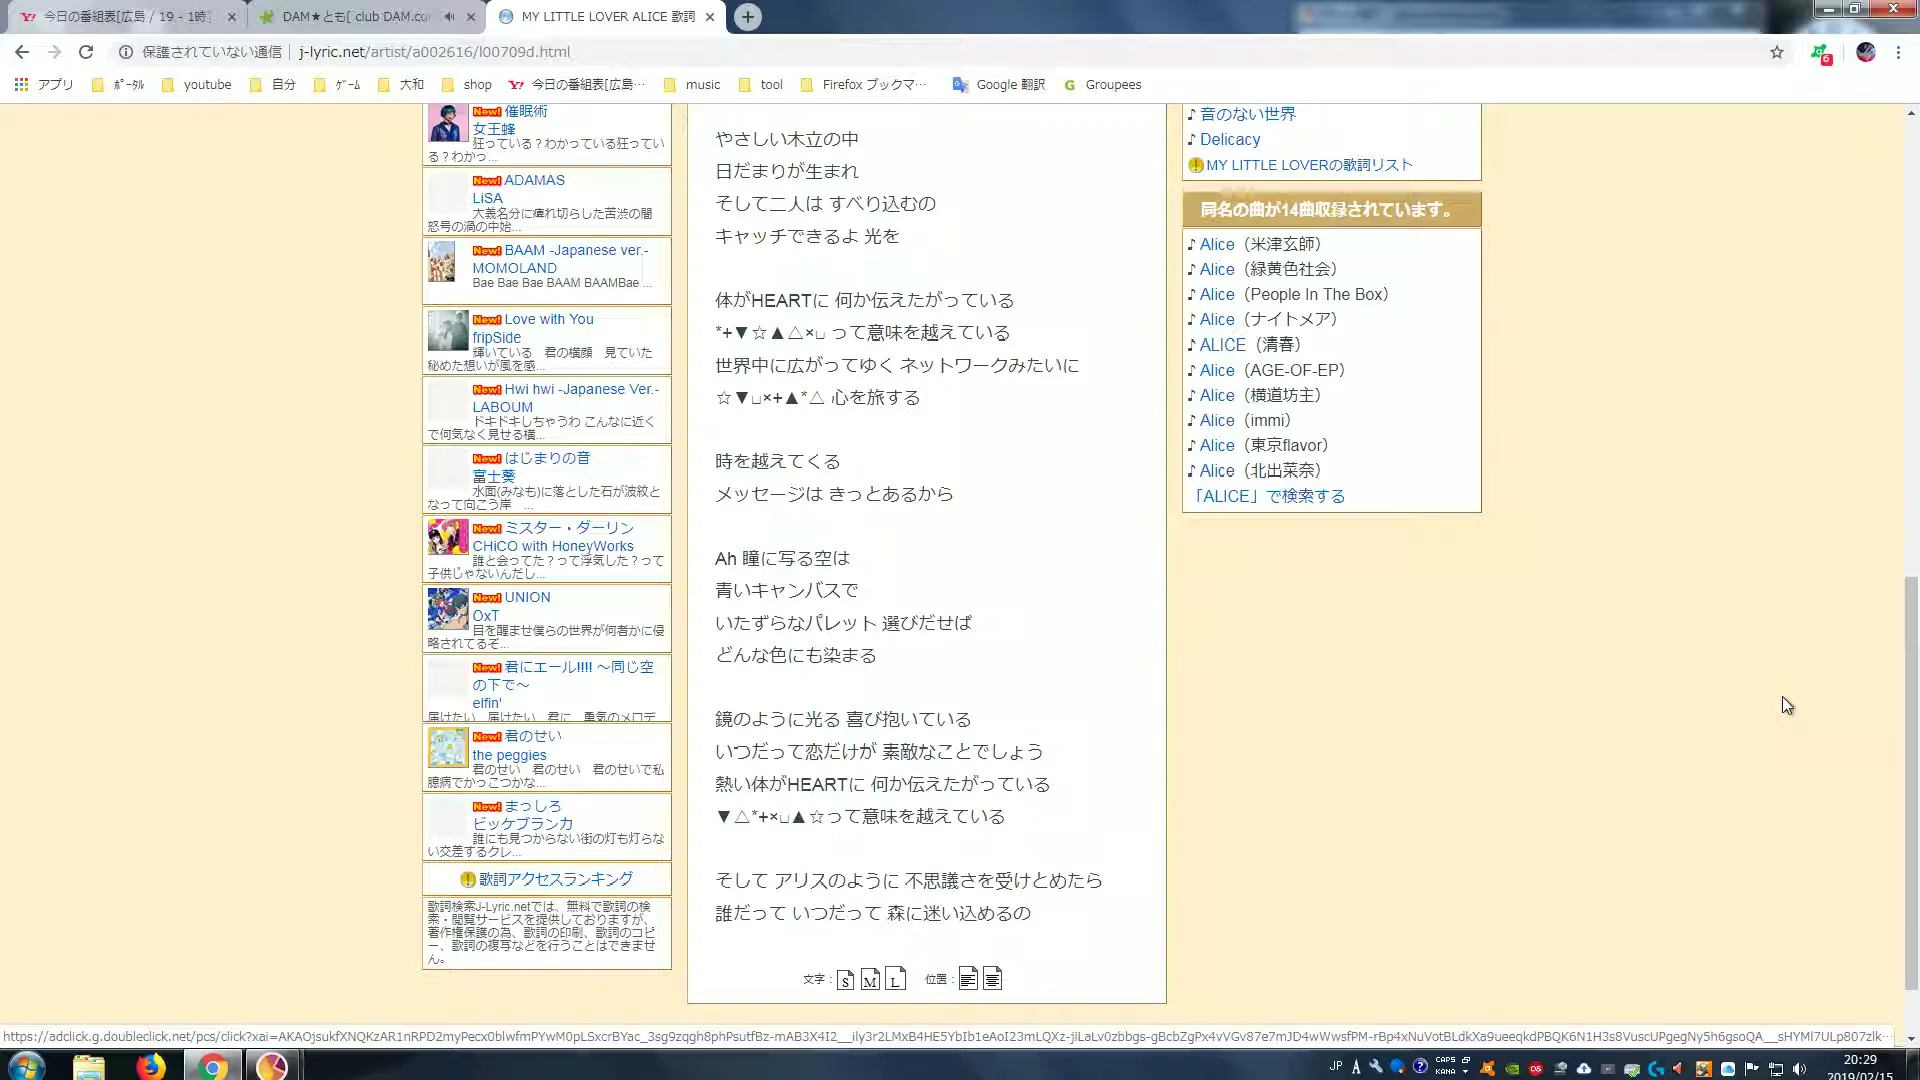 今日の番組表[広島 / 19 - 1時
DAM★とも[ club DAM.co
MY LITTLE LOVER ALICE 歌詞
保護されていない通信
j-lyric.net/artist/a002616/l00709d.html
6
アプリ
ﾎﾟｰﾀﾙ
youtube
自分
ｹﾞｰﾑ
大和
shop
今日の番組表[広島…
music
tool
Firefox ブックマ…
Google 翻訳
Groupees
New! 催眠術
女王蜂
狂っている？わかっている狂ってい
る？わかっ...
New! ADAMAS
LiSA
大義名分に痺れ切らした苦渋の闇
怒号の渦の中始...
New! BAAM -Japanese ver.-
MOMOLAND
Bae Bae Bae BAAM BAAMBae ...
New! Love with You
fripSide
輝いている　君の横顔　見ていた
秘めた想いが風を感...
New! Hwi hwi -Japanese Ver.-
LABOUM
ドキドキしちゃうわ こんなに近く
で何気なく見せる横...
New! はじまりの音
富士葵
水面(みなも)に落とした石が波紋と
なって向こう岸　...
New! ミスター・ダーリン
CHiCO with HoneyWorks
誰と会ってた？って浮気した？って
子供じゃないんだし...
New! UNION
OxT
目を醒ませ僕らの世界が何者かに侵
略されてるぞ...
New! 君にエール!!!! ～同じ空
の下で～
elfin'
届けたい　届けたい　君に　勇気のメロデ
New! 君のせい
the peggies
君のせい　君のせい　君のせいで私
臆病でかっこつかな...
New! まっしろ
ビッケブランカ
誰にも見つからない街の灯も灯らな
い交差するクレ...
歌詞アクセスランキング
歌詞検索J-Lyric.netでは、無料で歌詞の検
索・閲覧サービスを提供しておりますが、
著作権保護の為、歌詞の印刷、歌詞のコピ
ー、歌詞の複写などを行うことはできませ
ん。
やさしい木立の中
日だまりが生まれ
そして二人は すべり込むの
キャッチできるよ 光を
体がHEARTに 何か伝えたがっている
*+▼☆▲△×□ って意味を越えている
世界中に広がってゆく ネットワークみたいに
☆▼□×+▲*△ 心を旅する
時を越えてくる
メッセージは きっとあるから
Ah 瞳に写る空は
青いキャンバスで
いたずらなパレット 選びだせば
どんな色にも染まる
鏡のように光る 喜び抱いている
いつだって恋だけが 素敵なことでしょう
熱い体がHEARTに 何か伝えたがっている
▼△*+×□▲☆って意味を越えている
そして アリスのように 不思議さを受けとめたら
誰だって いつだって 森に迷い込めるの
文字： S M L 位置：
♪ 音のない世界
♪ Delicacy
MY LITTLE LOVERの歌詞リスト
同名の曲が14曲収録されています。
♪ Alice（米津玄師）
♪ Alice（緑黄色社会）
♪ Alice（People In The Box）
♪ Alice（ナイトメア）
♪ ALICE（清春）
♪ Alice（AGE-OF-EP）
♪ Alice（横道坊主）
♪ Alice（immi）
♪ Alice（東京flavor）
♪ Alice（北出菜奈）
「ALICE」で検索する
JP
A
CAPS
KANA
20:29
2019/02/15